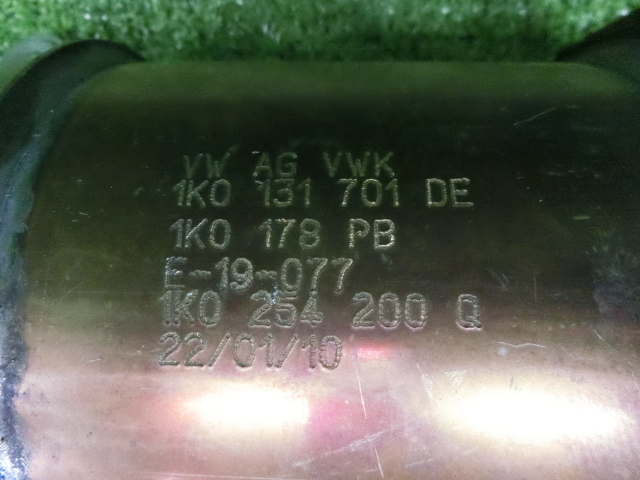 VW AG VWK
1K0 131 701 DE
1K0 178 PB
E-19-077
1K0 254 200 Q
22/01/10